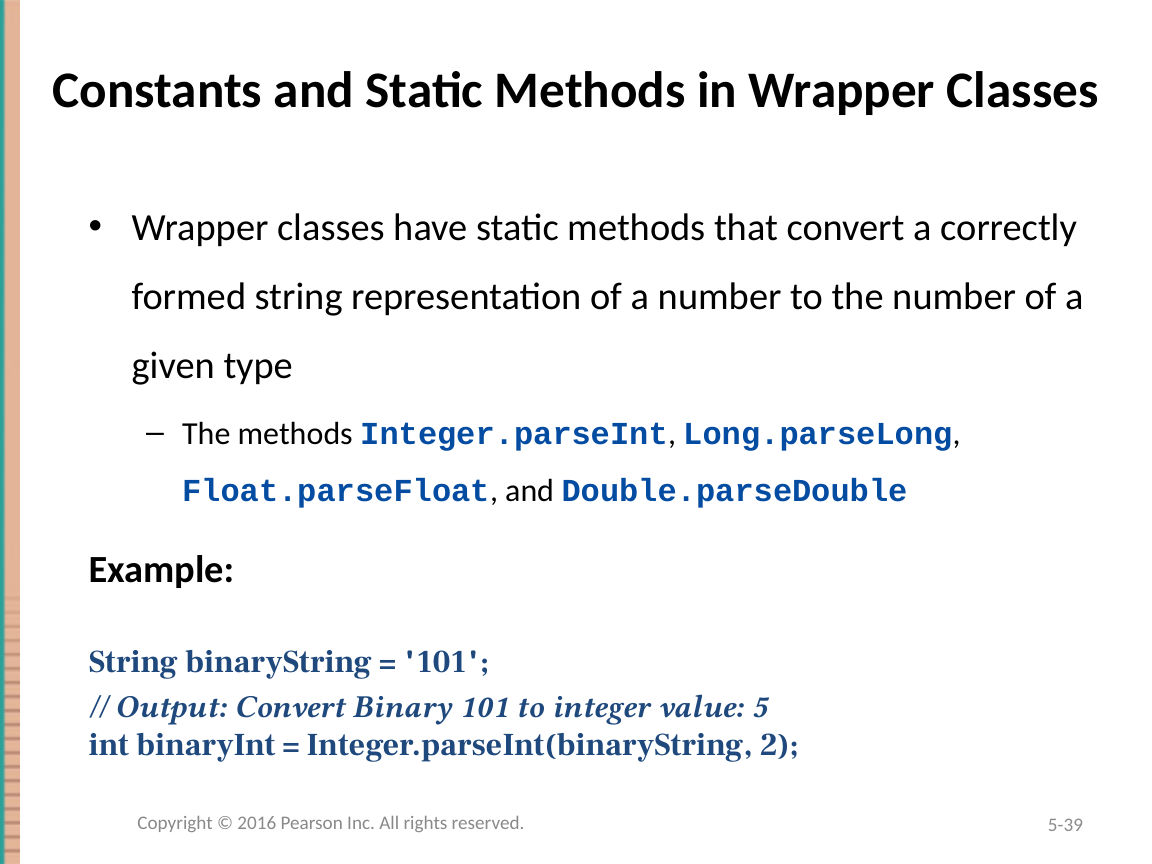 Constants and Static Methods in Wrapper Classes
• Wrapper classes have static methods that convert a correctly
formed string representation of a number to the number of a
given type
– The methods Integer.parseInt, Long.parseLong,
Float.parseFloat, and Double.parseDouble
Example:
String binaryString = '101';
// Output: Convert Binary 101 to integer value: 5
int binaryInt = Integer.parseInt(binaryString, 2);
Copyright © 2016 Pearson Inc. All rights reserved.
5-39